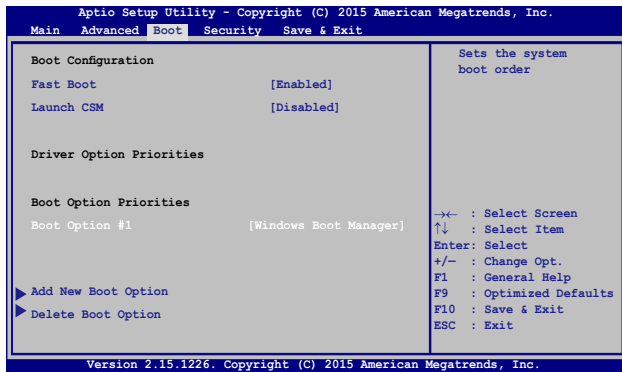 Aptio Setup Utility - Copyright (C) 2015 American Megatrends, Inc.
Main Advanced Boot Security Save & Exit
Boot Configuration
Fast Boot [Enabled]
Launch CSM [Disabled]
Driver Option Priorities
Boot Option Priorities
Boot Option #1 [Windows Boot Manager]
Add New Boot Option
Delete Boot Option
Sets the system
boot order
→← : Select Screen
↑↓ : Select Item
Enter: Select
+/— : Change Opt.
F1 : General Help
F9 : Optimized Defaults
F10 : Save & Exit
ESC : Exit
Version 2.15.1226. Copyright (C) 2015 American Megatrends, Inc.